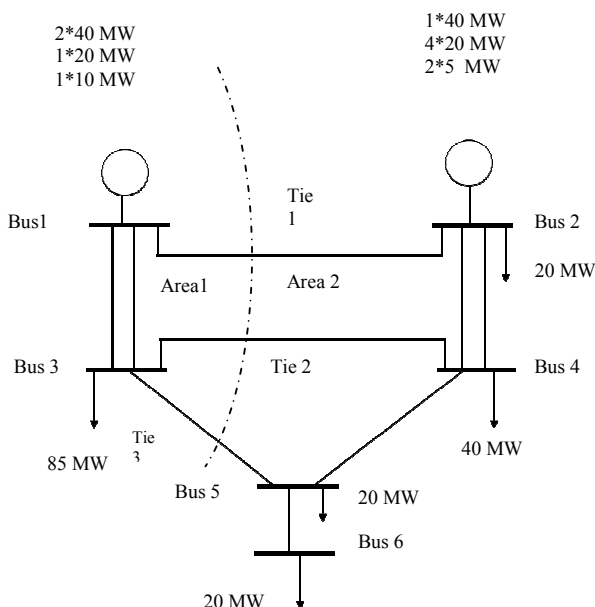 2*40 MW
1*20 MW
1*10 MW
1*40 MW
4*20 MW
2*5 MW
Tie
1
Bus1
Bus 2
20 MW
Area1
Area 2
Bus 3
Tie 2
Bus 4
85 MW
Tie
3
40 MW
Bus 5
20 MW
Bus 6
20 MW